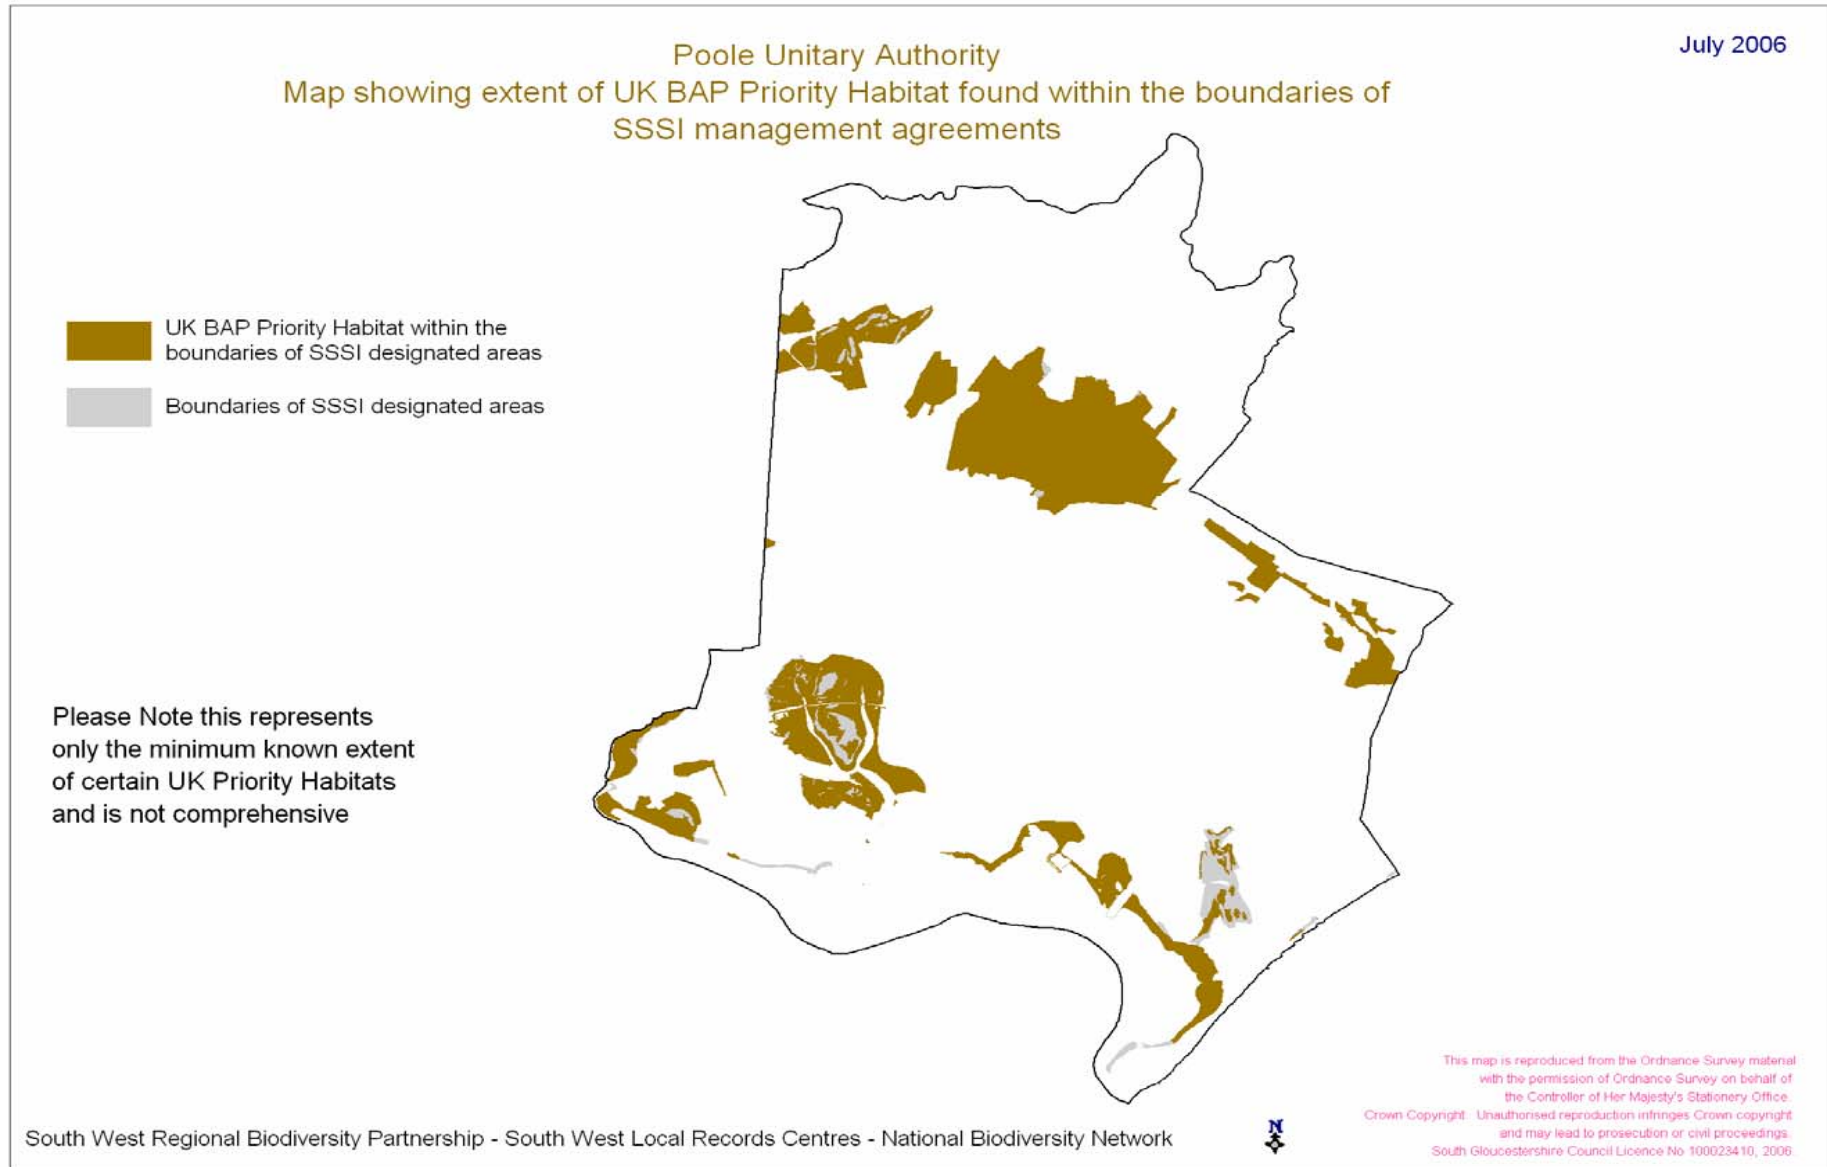 Poole Unitary Authority
Map showing extent of UK BAP Priority Habitat found within the boundaries of
SSSI management agreements
July 2006
UK BAP Priority Habitat within the
boundaries of SSSI designated areas
Boundaries of SSSI designated areas
Please Note this represents
only the minimum known extent
of certain UK Priority Habitats
and is not comprehensive
This map is reproduced from the Ordnance Survey material
with the permission of Ordnance Survey on behalf of
the Controller of Her Majesty's Stationery Office.
Crown Copyright. Unauthorised reproduction infringes Crown copyright
and may lead to prosecution or civil proceedings.
South Gloucestershire Council Licence No 100023410, 2006.
South West Regional Biodiversity Partnership - South West Local Records Centres - National Biodiversity Network
N